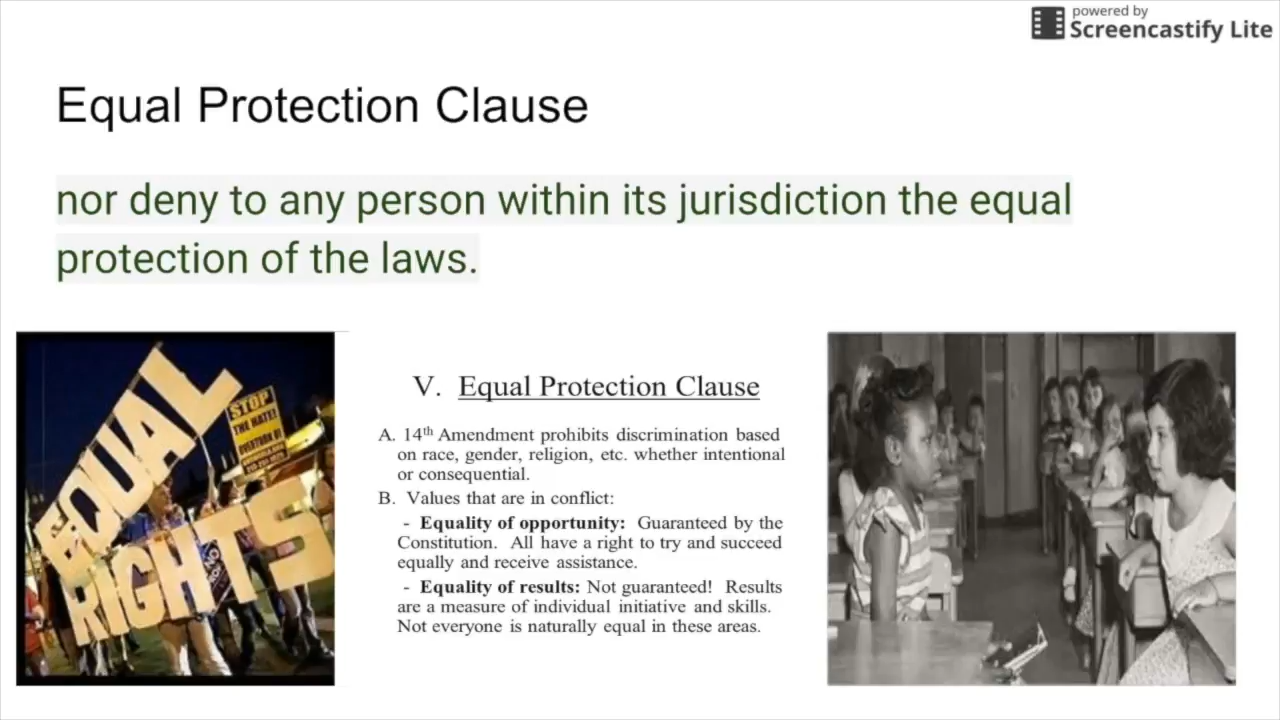 powered by
Screencastify Lite
Equal Protection Clause
nor deny to any person within its jurisdiction the equal
protection of the laws.
EQUAL
RIGHTS
STOP
THE HATE!
V. Equal Protection Clause
A. 14th Amendment prohibits discrimination based
on race, gender, religion, etc. whether intentional
or consequential.
B. Values that are in conflict:
- Equality of opportunity: Guaranteed by the
Constitution. All have a right to try and succeed
equally and receive assistance.
- Equality of results: Not guaranteed! Results
are a measure of individual initiative and skills.
Not everyone is naturally equal in these areas.